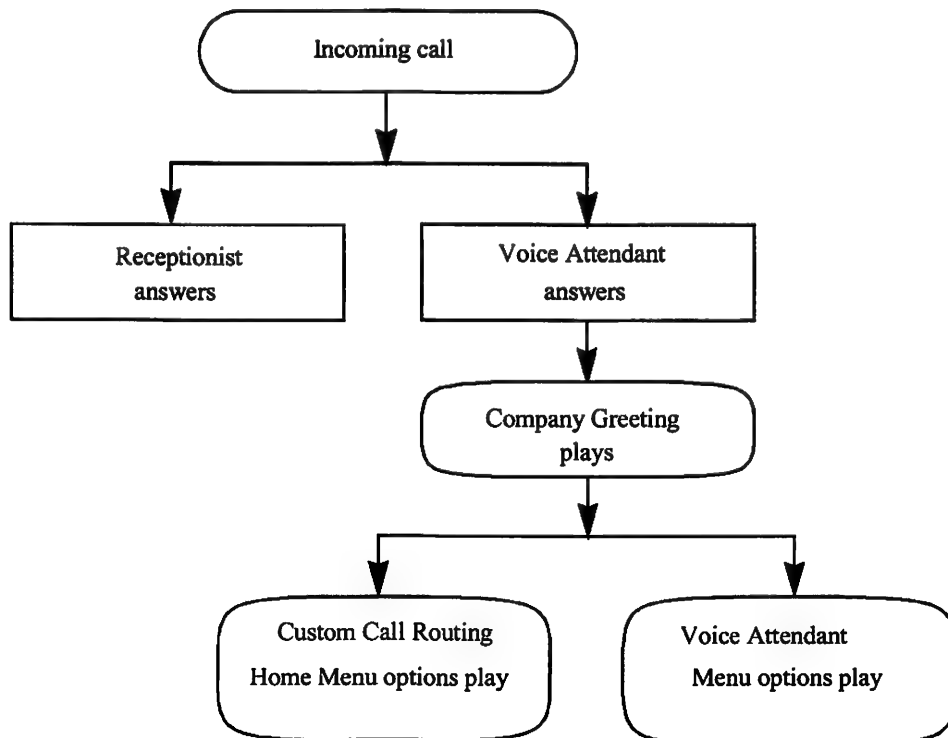 Incoming call
Receptionist
answers
Voice Attendant
answers
Company Greeting
plays
Custom Call Routing
Home Menu options play
Voice Attendant
Menu options play